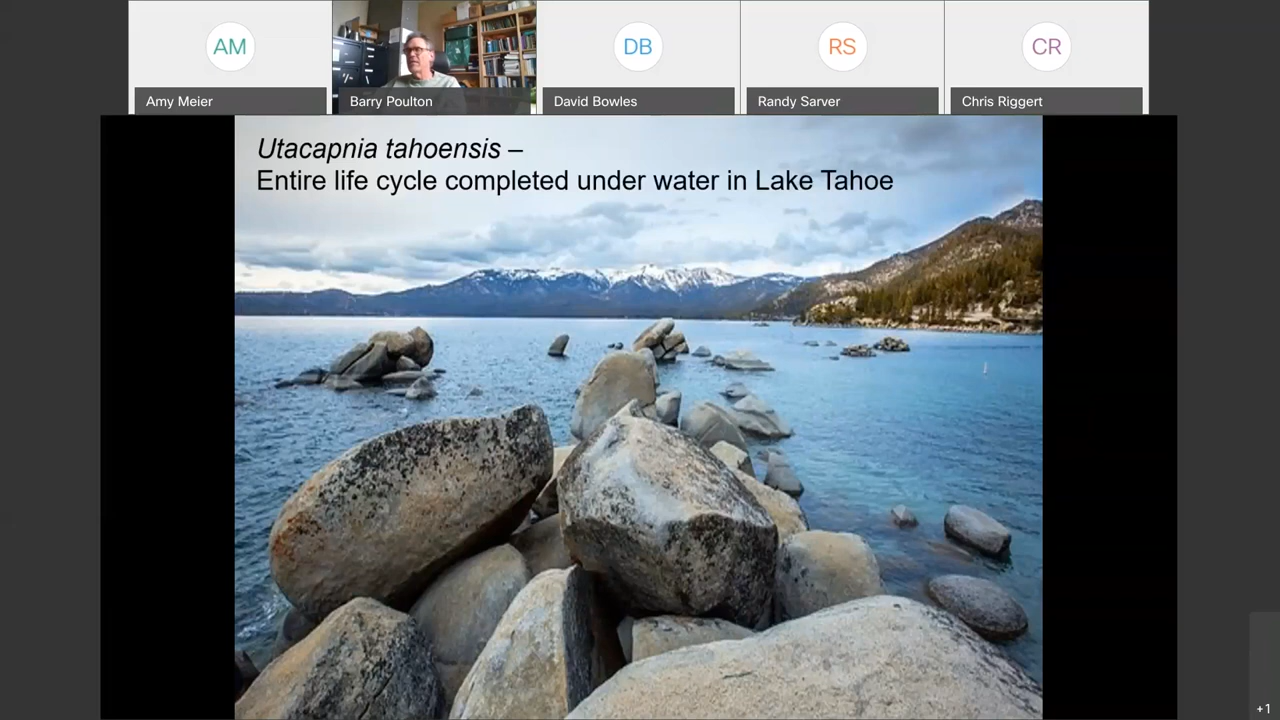 AM
DB
RS
CR
Amy Meier
Barry Poulton
David Bowles
Randy Sarver
Chris Riggert
Utacapnia tahoensis –
Entire life cycle completed under water in Lake Tahoe
+1